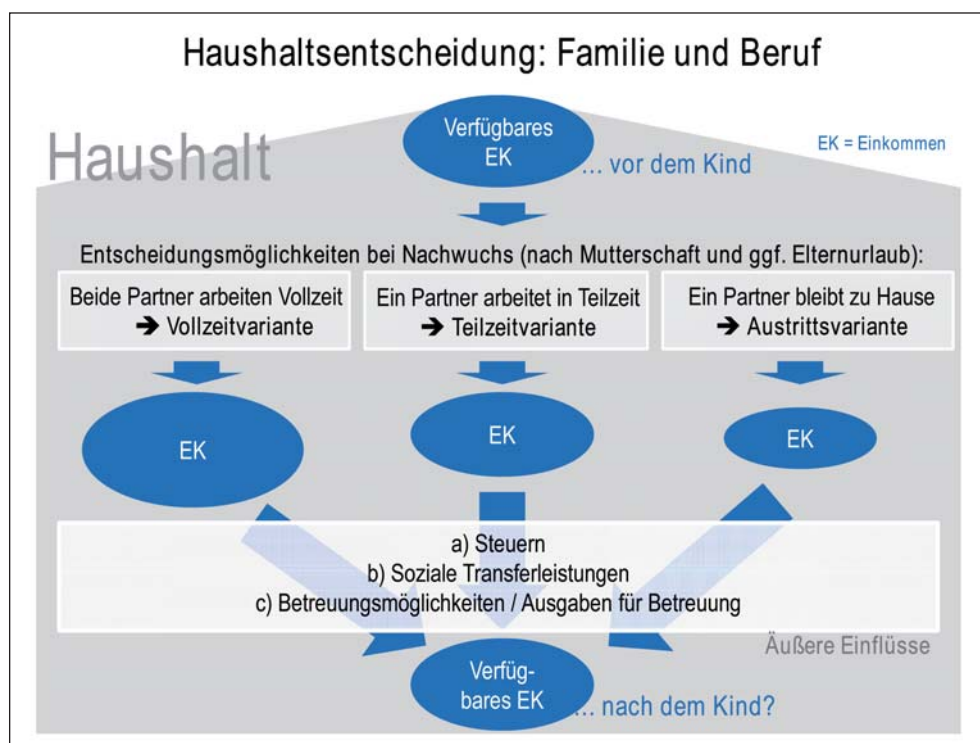 Haushaltsentscheidung: Familie und Beruf
Haushalt
Verfügbares
EK
... vor dem Kind
EK = Einkommen
Entscheidungsmöglichkeiten bei Nachwuchs (nach Mutterschaft und ggf. Elternurlaub):
Beide Partner arbeiten Vollzeit
➔ Vollzeitvariante
Ein Partner arbeitet in Teilzeit
➔ Teilzeitvariante
Ein Partner bleibt zu Hause
➔ Austrittsvariante
EK
EK
EK
a) Steuern
b) Soziale Transferleistungen
c) Betreuungsmöglichkeiten / Ausgaben für Betreuung
Äußere Einflüsse
Verfüg-
bares EK
... nach dem Kind?